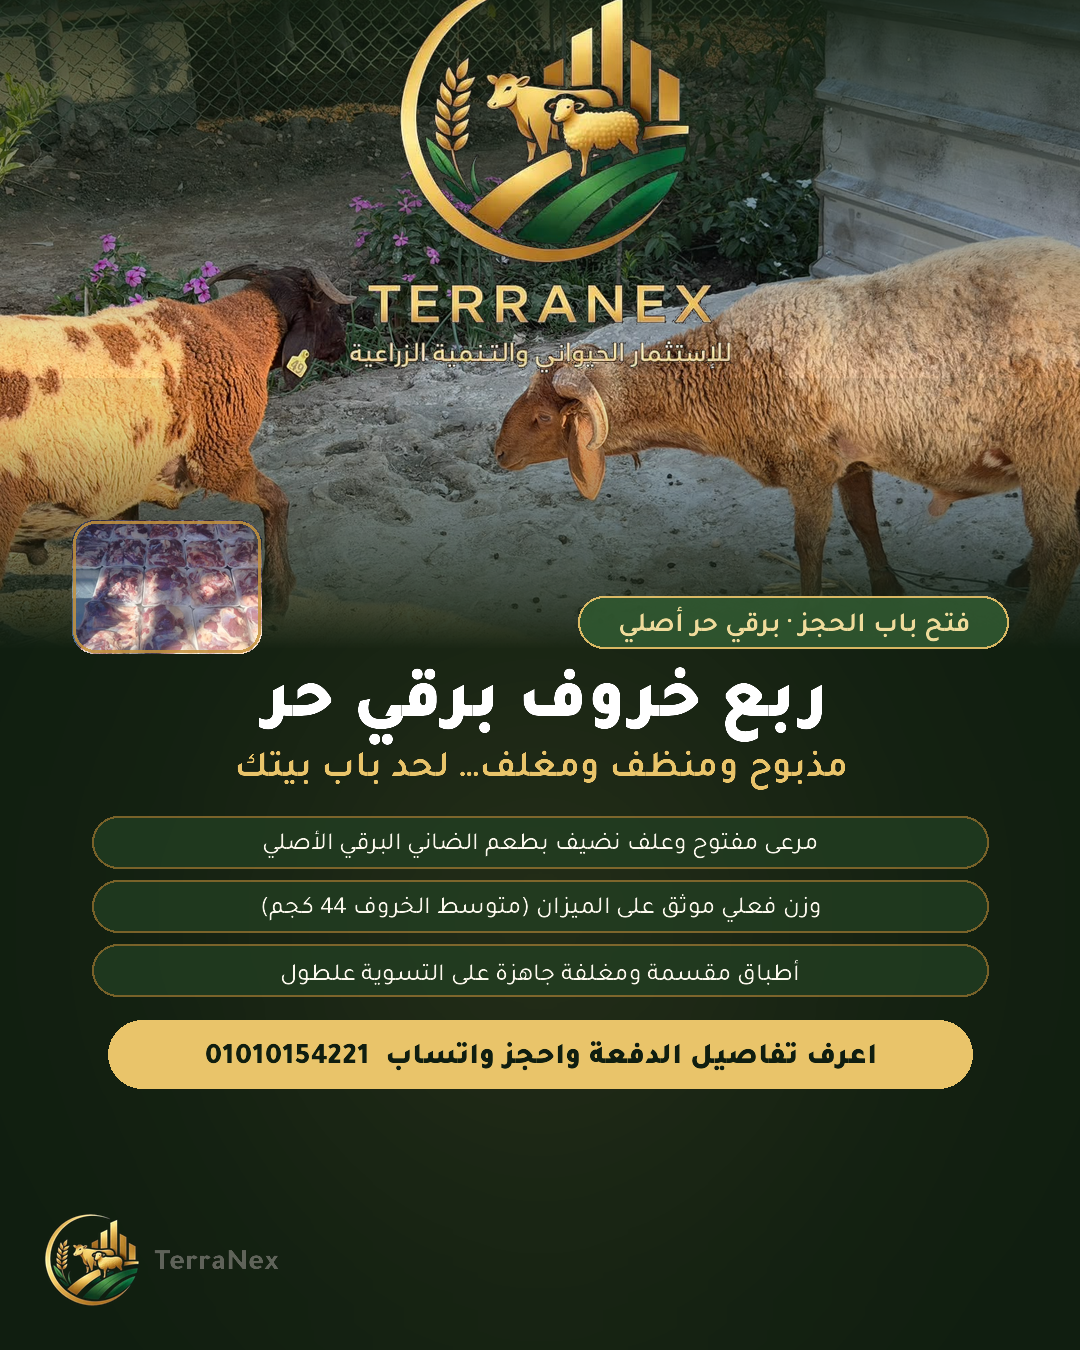 TERRANEX
للإستثمار الحيواني والتنمية الزراعية
49
فتح باب الحجز · برقي حر أصلي
ربع خروف برقي حر
مذبوح ومنظف ومغلف... لحد باب بيتك
مرعى مفتوح وعلف نضيف بطعم الضاني البرقي الأصلي
وزن فعلي موثق على الميزان (متوسط الخروف 44 كجم)
أطباق مقسمة ومغلفة جاهزة على التسوية علطول
اعرف تفاصيل الدفعة واحجز واتساب 01010154221
TerraNex